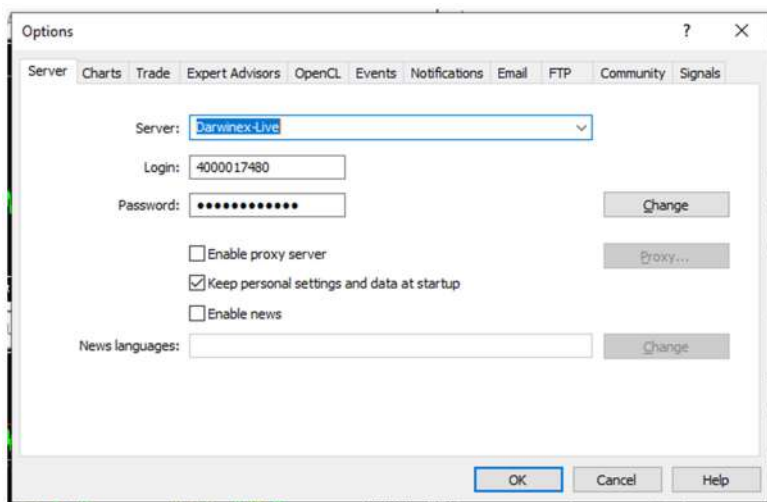 Options ?
Server Charts Trade Expert Advisors OpenCL Events Notifications Email FTP Community Signals
Server: Darwinex-Live
Login: 4000017480
Password: ●●●●●●●●●●●● Change
Enable proxy server Proxy...
Keep personal settings and data at startup
Enable news
News languages: Change
OK Cancel Help